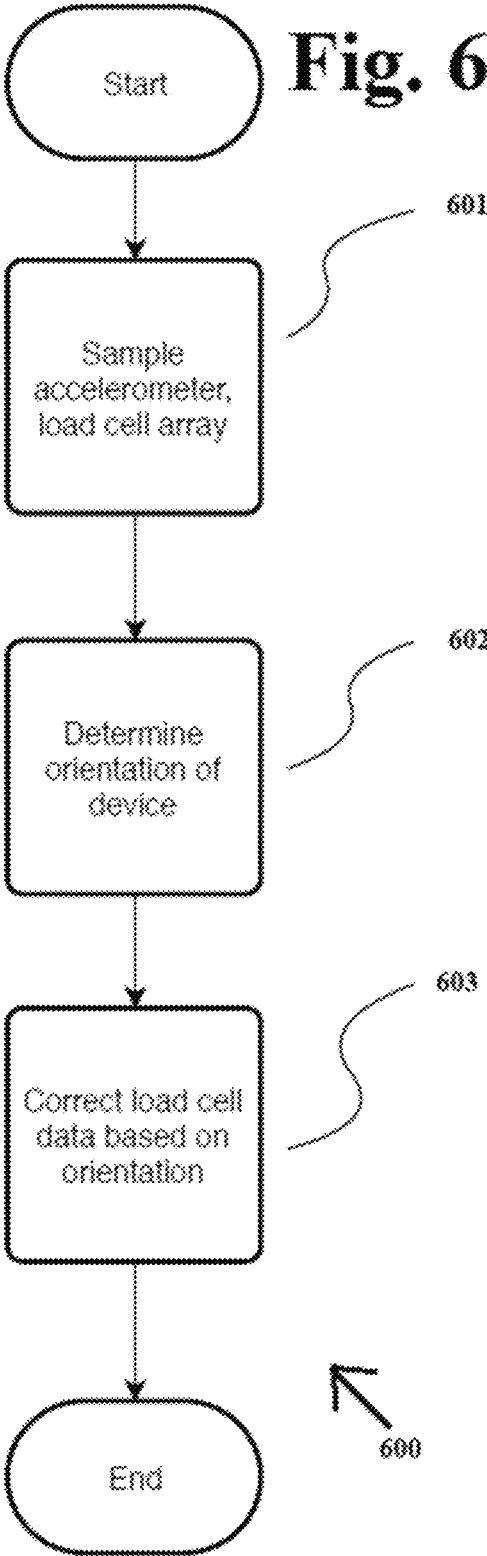 Start
Fig. 6
601
Sample
accelerometer,
load cell array
602
Determine
orientation of
device
603
Correct load cell
data based on
orientation
600
End